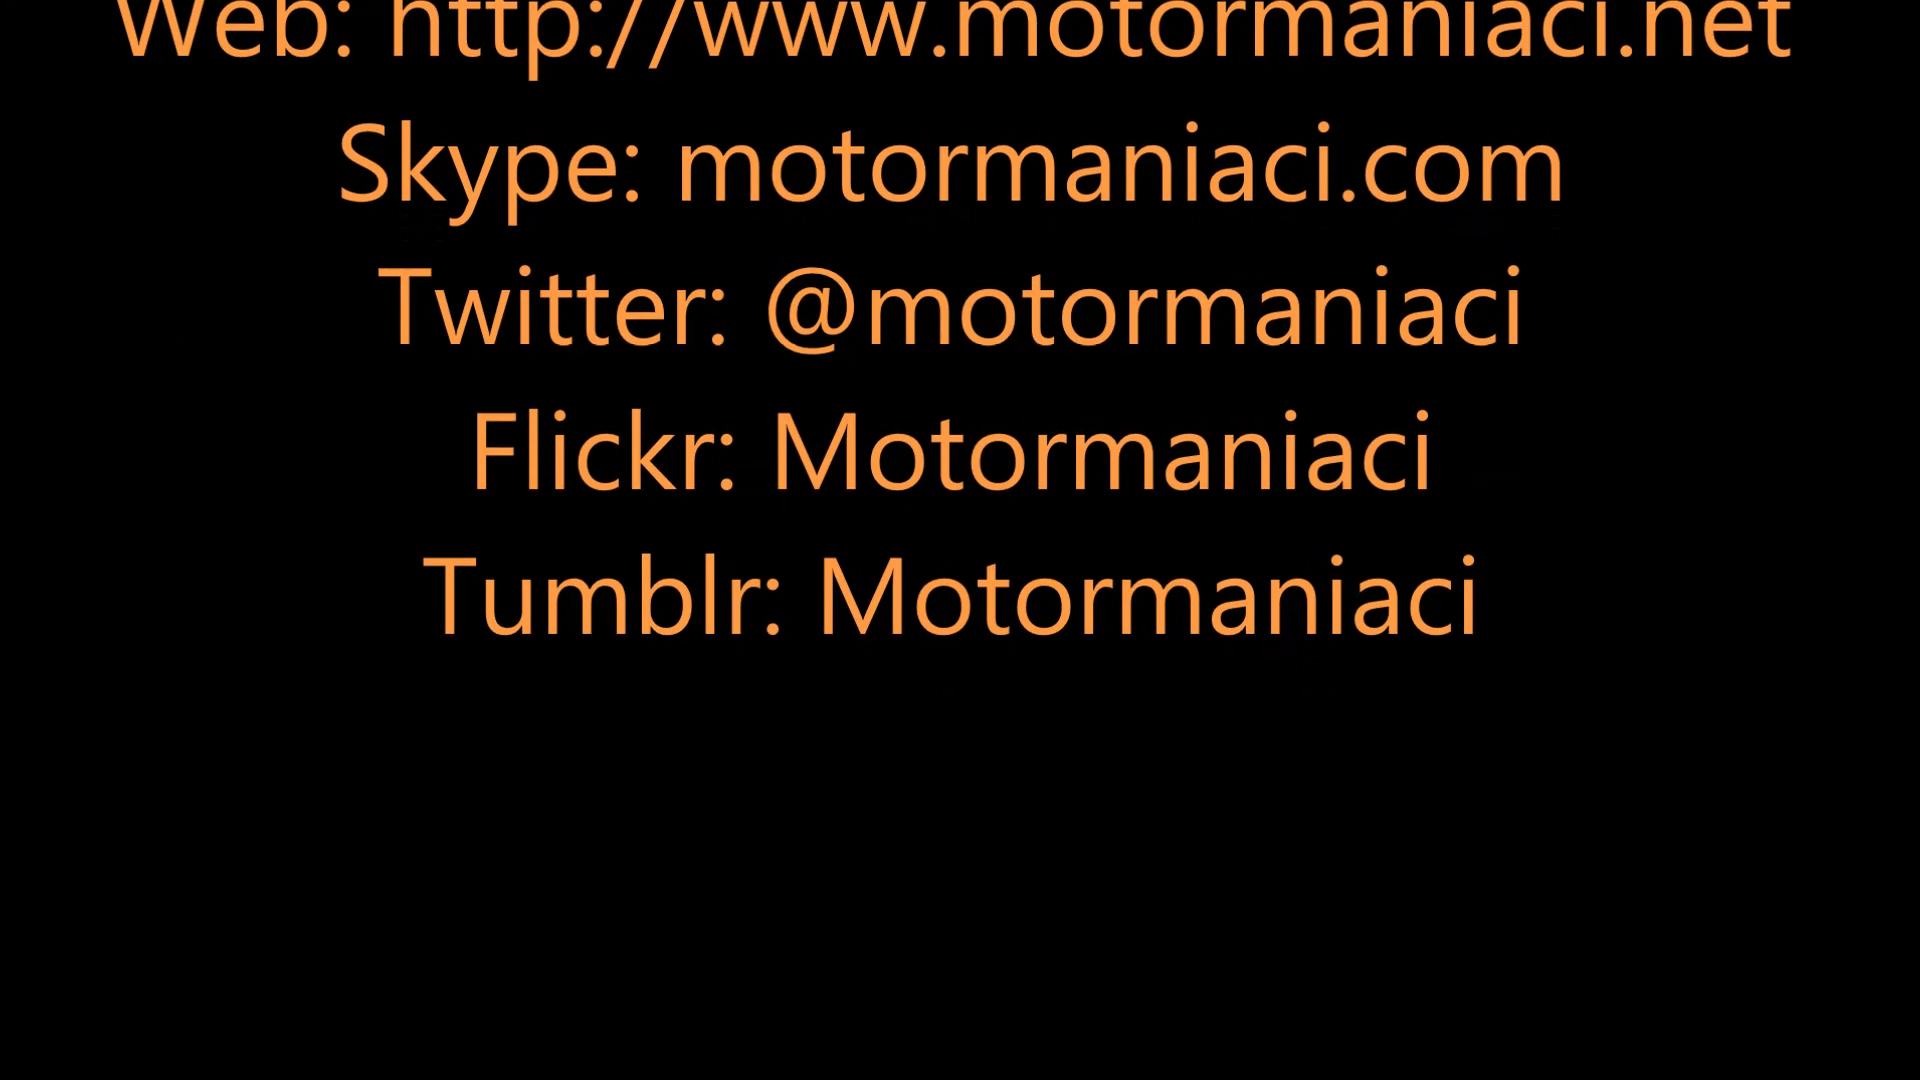 Web: http://www.motormaniaci.net
Skype: motormaniaci.com
Twitter: @motormaniaci
Flickr: Motormaniaci
Tumblr: Motormaniaci